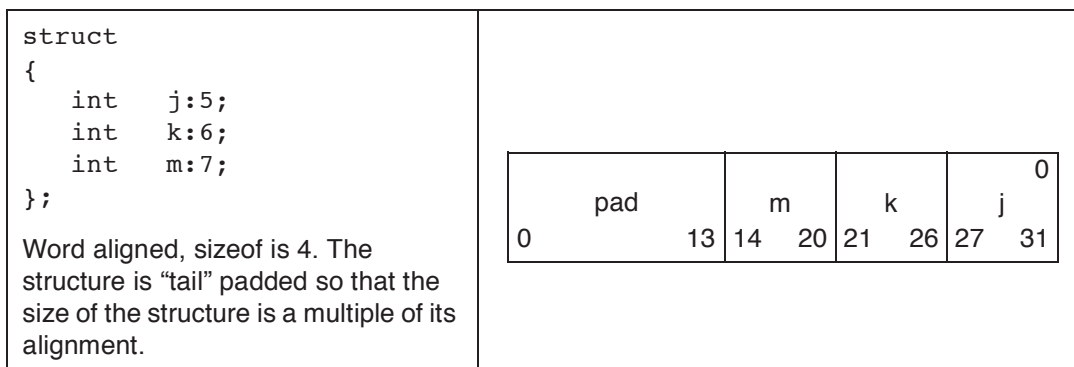 struct
{
int j:5;
int k:6;
int m:7;
};
Word aligned, sizeof is 4. The
structure is “tail” padded so that the
size of the structure is a multiple of its
alignment.
0
pad m k j
0 13 14 20 21 26 27 31